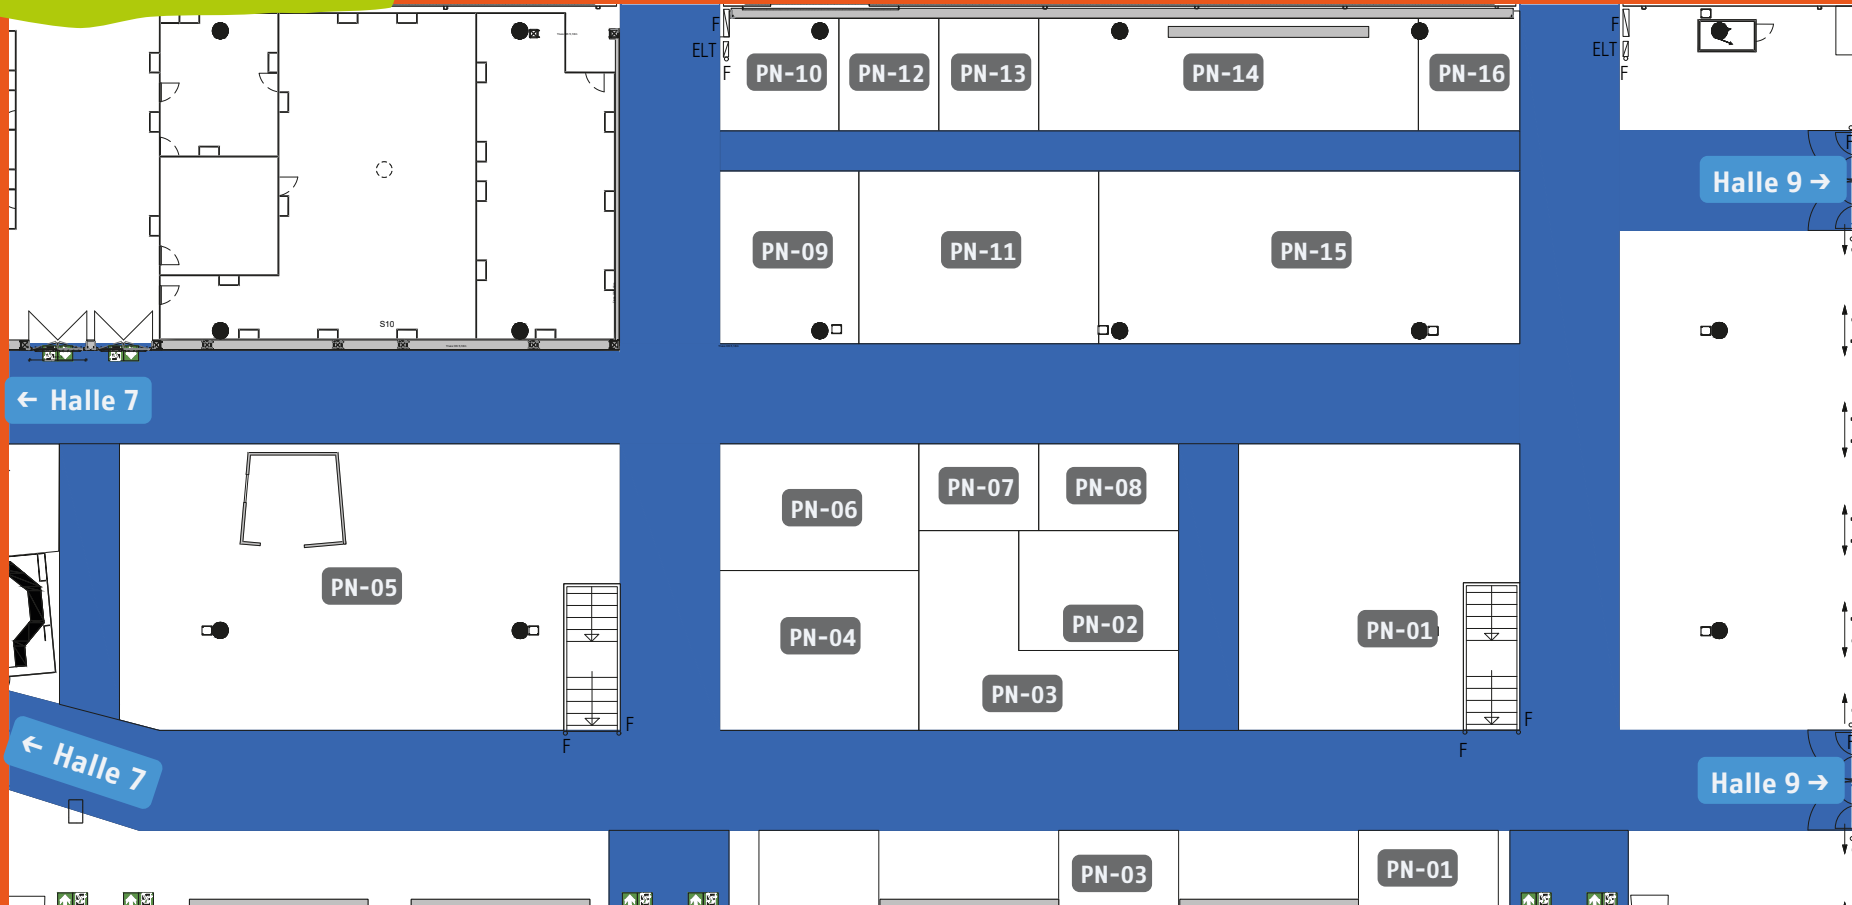 F
ELT
F
PN-10
PN-12
PN-13
PN-14
PN-16
F
ELT
F
Halle 9 →
PN-09
PN-11
PN-15
S10
← Halle 7
PN-06
PN-07
PN-08
PN-05
PN-04
PN-02
PN-01
PN-03
F
F
F
F
← Halle 7
Halle 9 →
PN-03
PN-01